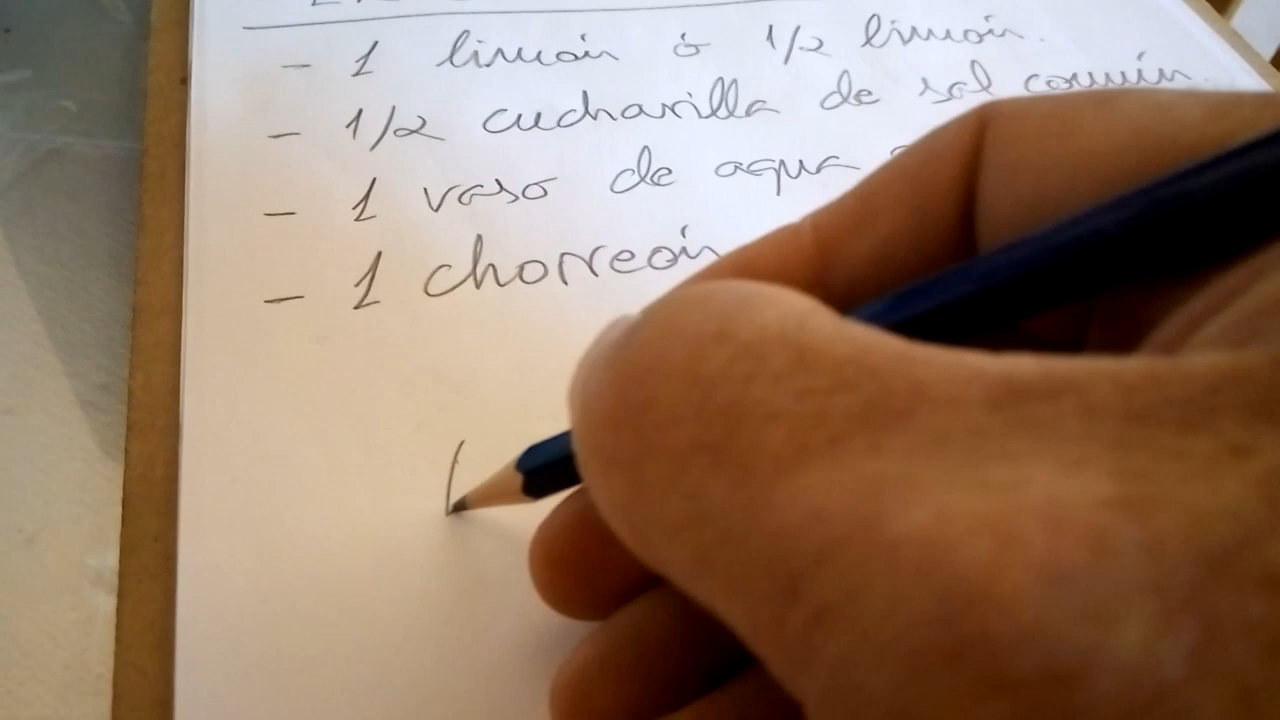 - 1 limón ó 1/2 limón.
- 1/2 cucharilla de sal común.
- 1 vaso de agua
- 1 chorreón